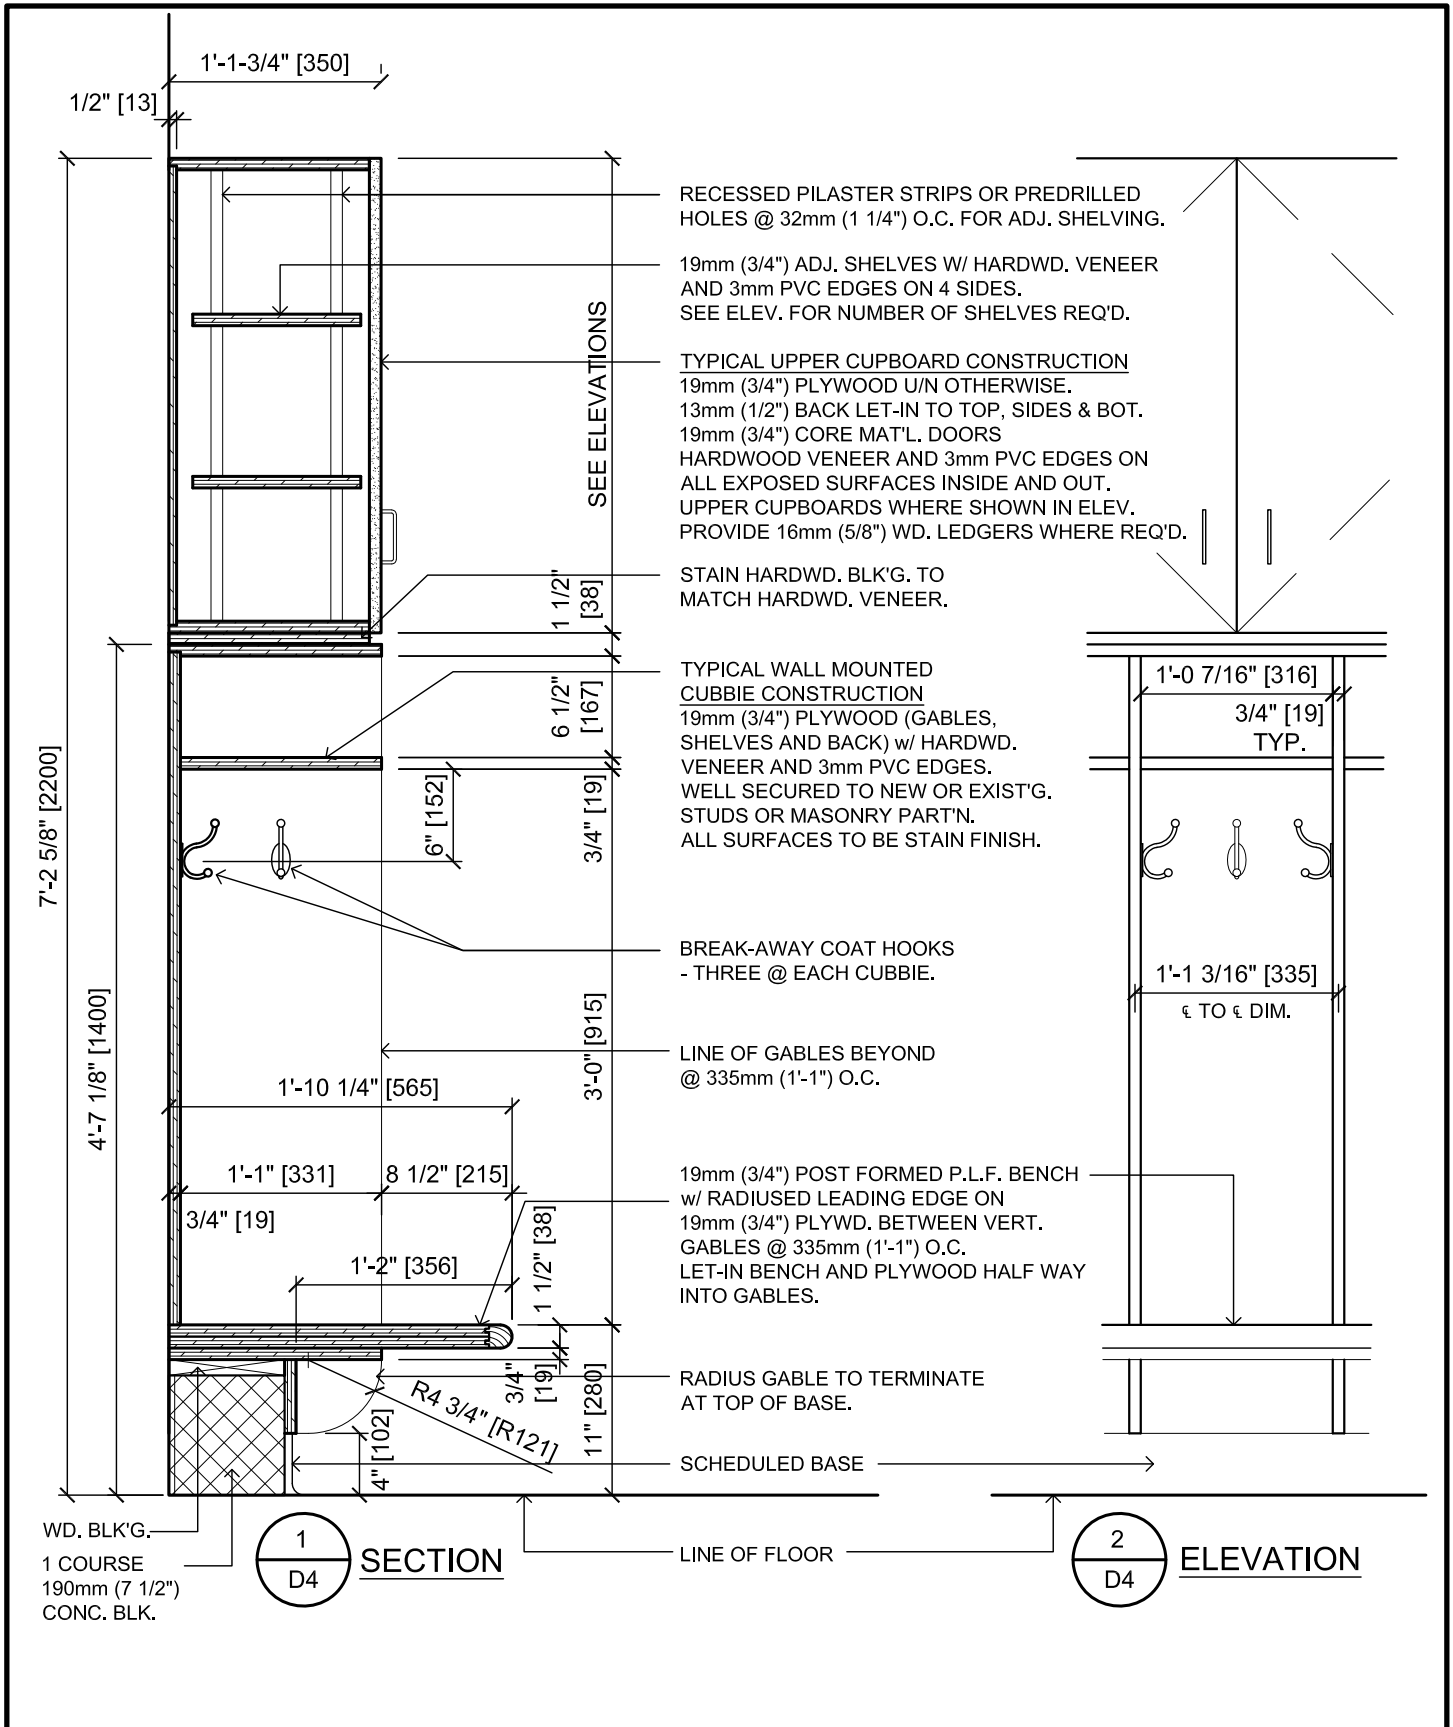 1'-1-3/4" [350]
1/2" [13]
RECESSED PILASTER STRIPS OR PREDRILLED
HOLES @ 32mm (1 1/4") O.C. FOR ADJ. SHELVING.
19mm (3/4") ADJ. SHELVES W/ HARDWD. VENEER
AND 3mm PVC EDGES ON 4 SIDES.
SEE ELEV. FOR NUMBER OF SHELVES REQ'D.
SEE ELEVATIONS
TYPICAL UPPER CUPBOARD CONSTRUCTION
19mm (3/4") PLYWOOD U/N OTHERWISE.
13mm (1/2") BACK LET-IN TO TOP, SIDES & BOT.
19mm (3/4") CORE MAT'L. DOORS
HARDWOOD VENEER AND 3mm PVC EDGES ON
ALL EXPOSED SURFACES INSIDE AND OUT.
UPPER CUPBOARDS WHERE SHOWN IN ELEV.
PROVIDE 16mm (5/8") WD. LEDGERS WHERE REQ'D.
1 1/2"
[38]
STAIN HARDWD. BLK'G. TO
MATCH HARDWD. VENEER.
6 1/2"
[167]
TYPICAL WALL MOUNTED
CUBBIE CONSTRUCTION
19mm (3/4") PLYWOOD (GABLES,
SHELVES AND BACK) w/ HARDWD.
VENEER AND 3mm PVC EDGES.
WELL SECURED TO NEW OR EXIST'G.
STUDS OR MASONRY PART'N.
ALL SURFACES TO BE STAIN FINISH.
1'-0 7/16" [316]
3/4" [19]
TYP.
7'-2 5/8" [2200]
6" [152]
3/4" [19]
BREAK-AWAY COAT HOOKS
- THREE @ EACH CUBBIE.
1'-1 3/16" [335]
℄ TO ℄ DIM.
4'-7 1/8" [1400]
3'-0" [915]
LINE OF GABLES BEYOND
@ 335mm (1'-1") O.C.
1'-10 1/4" [565]
1'-1" [331]
8 1/2" [215]
3/4" [19]
1'-2" [356]
1 1/2" [38]
19mm (3/4") POST FORMED P.L.F. BENCH
w/ RADIUSED LEADING EDGE ON
19mm (3/4") PLYWD. BETWEEN VERT.
GABLES @ 335mm (1'-1") O.C.
LET-IN BENCH AND PLYWOOD HALF WAY
INTO GABLES.
3/4"
[19]
RADIUS GABLE TO TERMINATE
AT TOP OF BASE.
R4 3/4" [R121]
4" [102]
11" [280]
SCHEDULED BASE
WD. BLK'G.
1 COURSE
190mm (7 1/2")
CONC. BLK.
1
D4
SECTION
LINE OF FLOOR
2
D4
ELEVATION